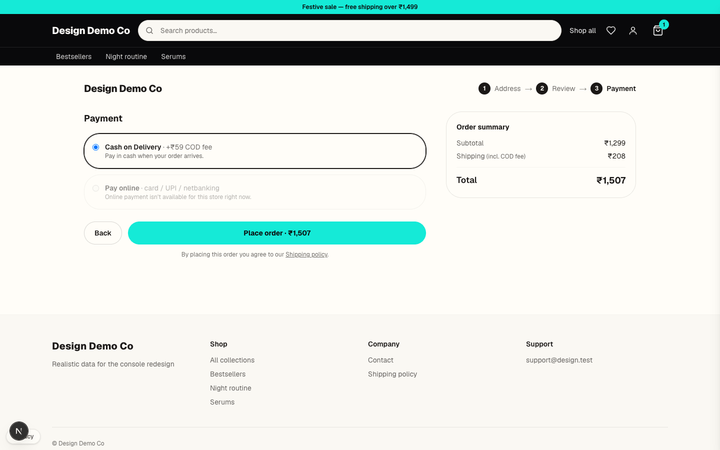 Festive sale — free shipping over ₹1,499
Design Demo Co
Search products...
Shop all
1
Bestsellers
Night routine
Serums
Design Demo Co
1 Address → 2 Review → 3 Payment
Payment
Cash on Delivery · +₹59 COD fee
Pay in cash when your order arrives.
Pay online · card / UPI / netbanking
Online payment isn't available for this store right now.
Back
Place order · ₹1,507
By placing this order you agree to our Shipping policy.
Order summary
Subtotal ₹1,299
Shipping (incl. COD fee) ₹208
Total ₹1,507
Design Demo Co
Realistic data for the console redesign
Shop
All collections
Bestsellers
Night routine
Serums
Company
Contact
Shipping policy
Support
support@design.test
N
© Design Demo Co